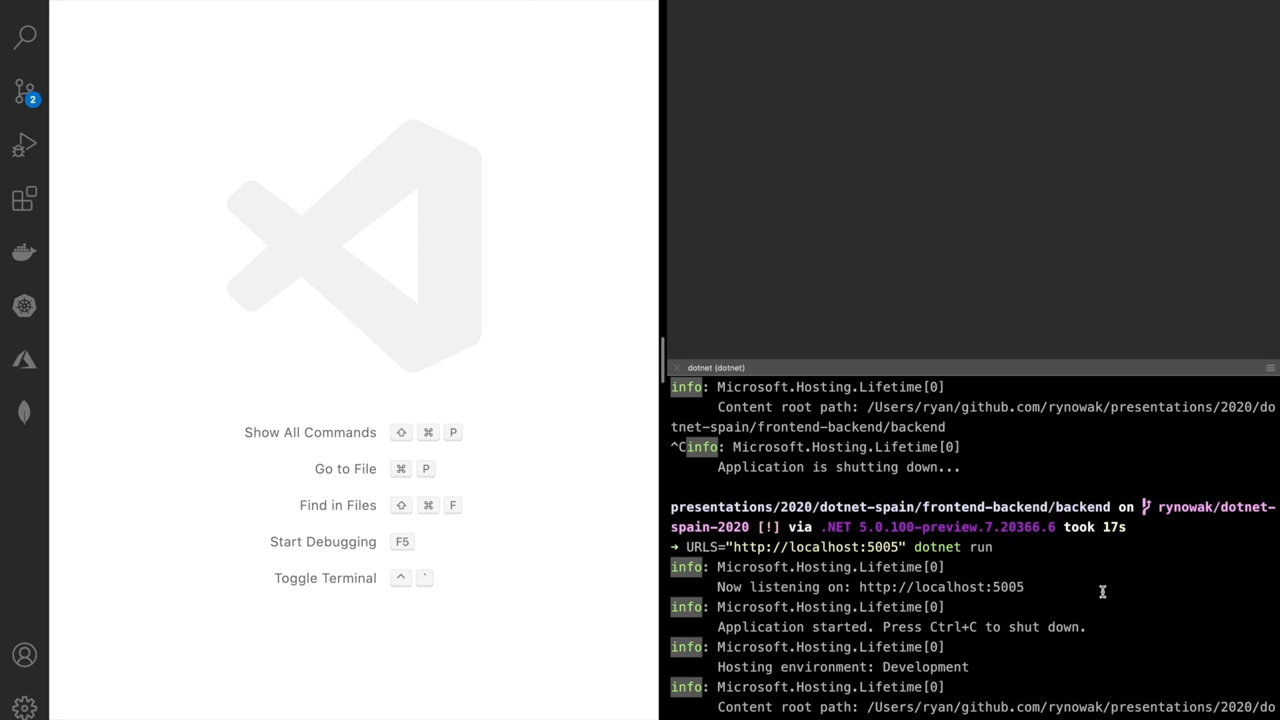 2
Show All Commands ⇧ ⌘ P
Go to File ⌘ P
Find in Files ⇧ ⌘ F
Start Debugging F5
Toggle Terminal ^ `
dotnet (dotnet)
info: Microsoft.Hosting.Lifetime[0]
Content root path: /Users/ryan/github.com/rynowak/presentations/2020/do
tnet-spain/frontend-backend/backend
^Cinfo: Microsoft.Hosting.Lifetime[0]
Application is shutting down...
presentations/2020/dotnet-spain/frontend-backend/backend on rynowak/dotnet-
spain-2020 [!] via .NET 5.0.100-preview.7.20366.6 took 17s
➜ URLS="http://localhost:5005" dotnet run
info: Microsoft.Hosting.Lifetime[0]
Now listening on: http://localhost:5005
info: Microsoft.Hosting.Lifetime[0]
Application started. Press Ctrl+C to shut down.
info: Microsoft.Hosting.Lifetime[0]
Hosting environment: Development
info: Microsoft.Hosting.Lifetime[0]
Content root path: /Users/ryan/github.com/rynowak/presentations/2020/do